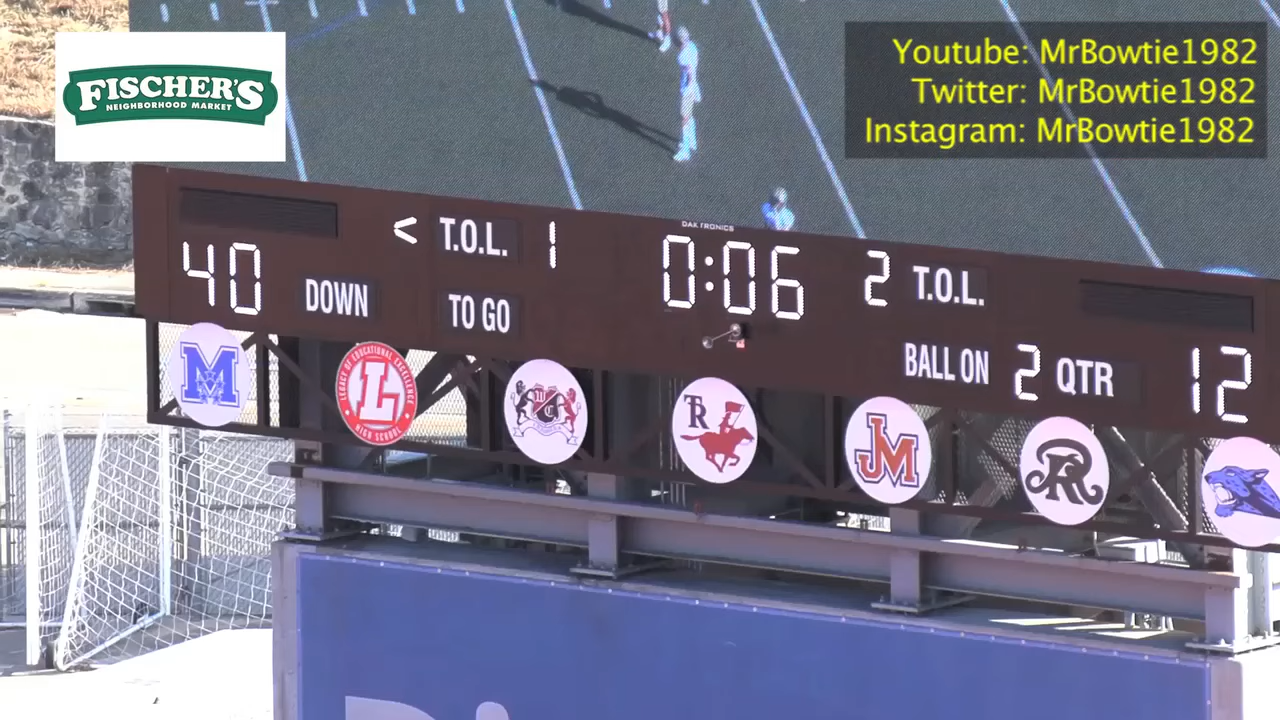 FISCHER'S
NEIGHBORHOOD MARKET
Youtube: MrBowtie1982
Twitter: MrBowtie1982
Instagram: MrBowtie1982
DAKTRONICS
< T.O.L. 1 0:06 2 T.O.L.
40 DOWN TO GO BALL ON 2 QTR 12
M
LEGACY OF EDUCATIONAL EXCELLENCE
L
HIGH SCHOOL
WC
TR
JM
R